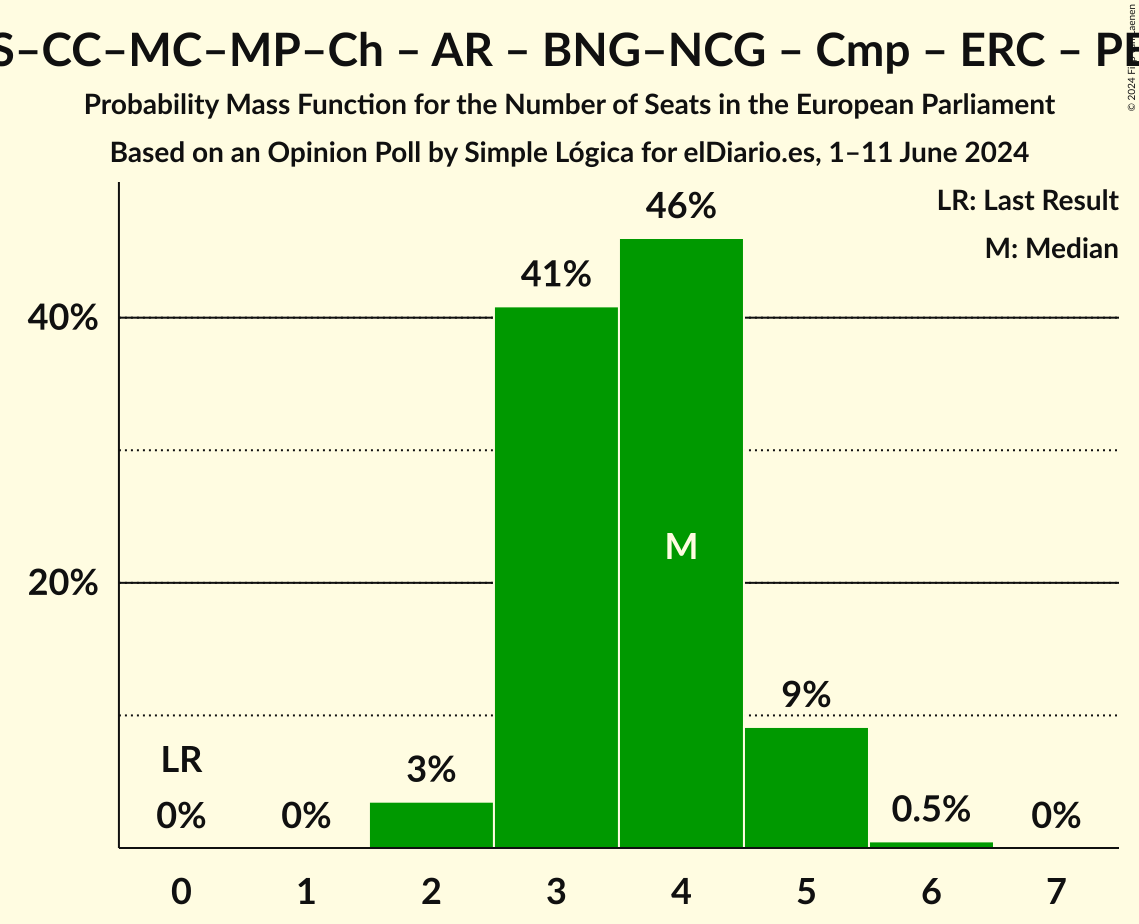 S–CC–MC–MP–Ch – AR – BNG–NCG – Cmp – ERC – PE
Probability Mass Function for the Number of Seats in the European Parliament
Based on an Opinion Poll by Simple Lógica for elDiario.es, 1–11 June 2024
© 2024
LR: Last Result
M: Median
46%
41%
40%
M
20%
9%
LR
3%
0%
0%
0.5%
0%
0 1 2 3 4 5 6 7